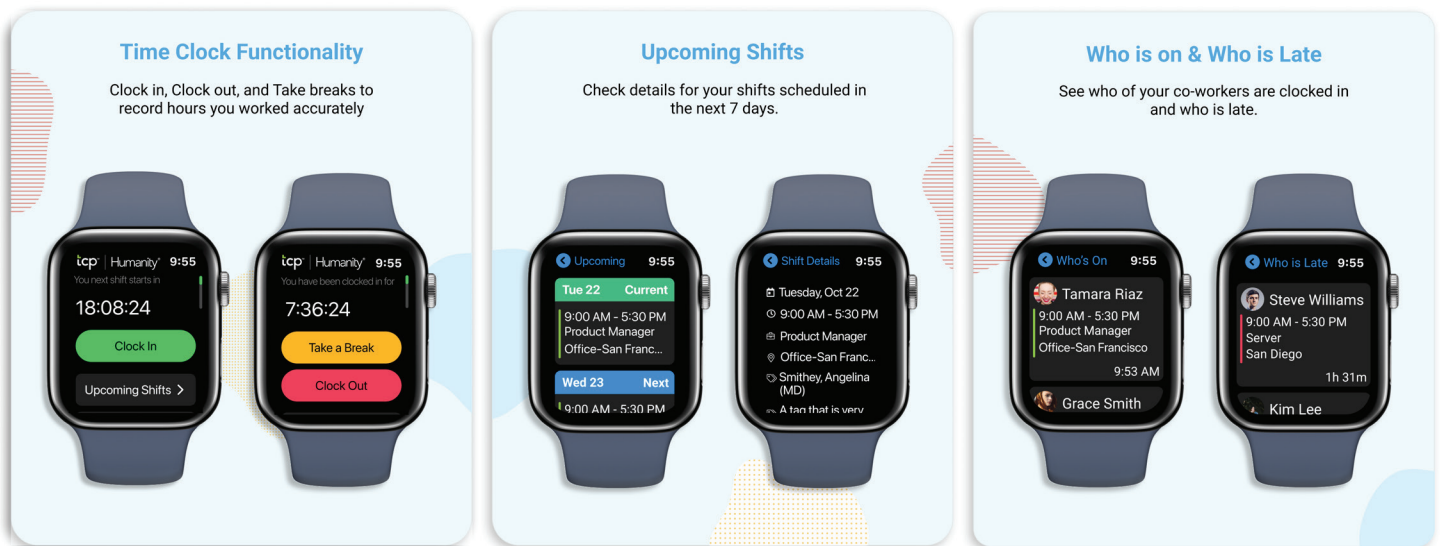 Time Clock Functionality
Clock in, Clock out, and Take breaks to
record hours you worked accurately
tcp | Humanity 9:55
You next shift starts in
18:08:24
Clock In
Upcoming Shifts >
tcp | Humanity 9:55
You have been clocked in for
7:36:24
Take a Break
Clock Out
Upcoming Shifts
Check details for your shifts scheduled in
the next 7 days.
Upcoming 9:55
Tue 22 Current
9:00 AM - 5:30 PM
Product Manager
Office-San Franc...
Wed 23 Next
9:00 AM - 5:30 PM
Shift Details 9:55
Tuesday, Oct 22
9:00 AM - 5:30 PM
Product Manager
Office-San Franc...
Smithey, Angelina
(MD)
A tag that is very
Who is on & Who is Late
See who of your co-workers are clocked in
and who is late.
Who's On 9:55
Tamara Riaz
9:00 AM - 5:30 PM
Product Manager
Office-San Francisco
9:53 AM
Grace Smith
Who is Late 9:55
Steve Williams
9:00 AM - 5:30 PM
Server
San Diego
1h 31m
Kim Lee